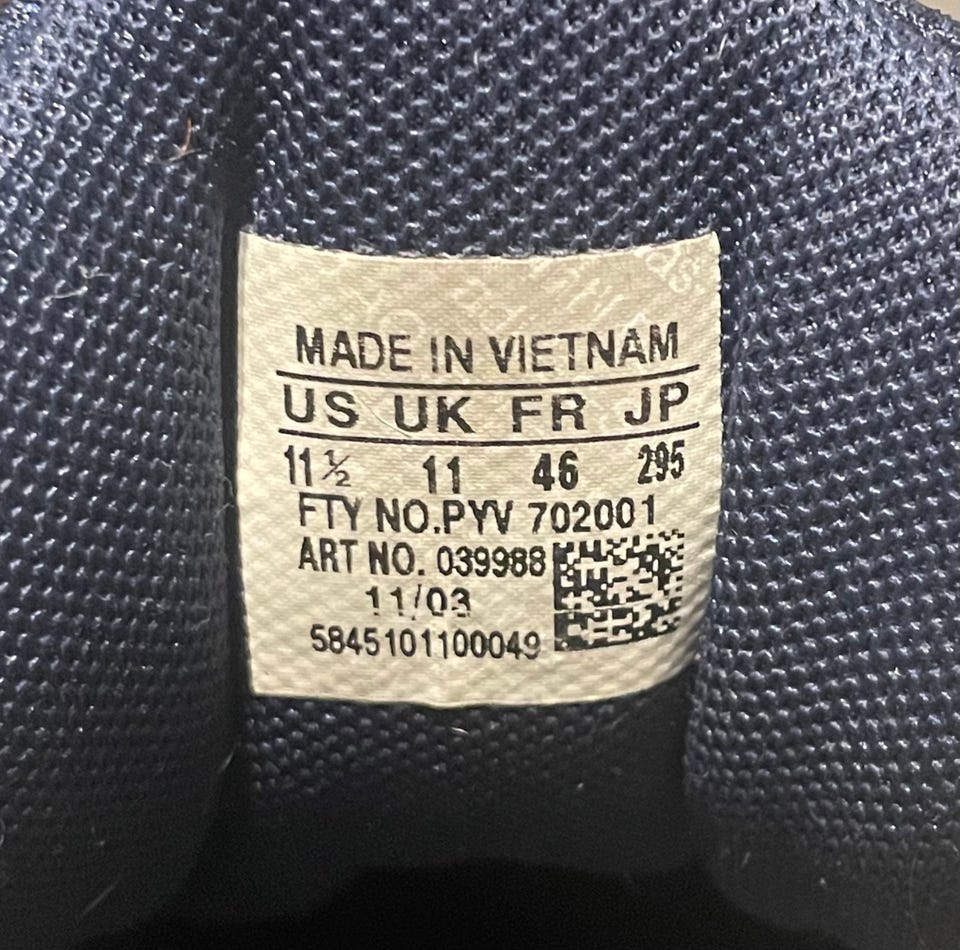 MADE IN VIETNAM
US UK FR JP
11½ 11 46 295
FTY NO.PYV 702001
ART NO. 039988
11/03
5845101100049